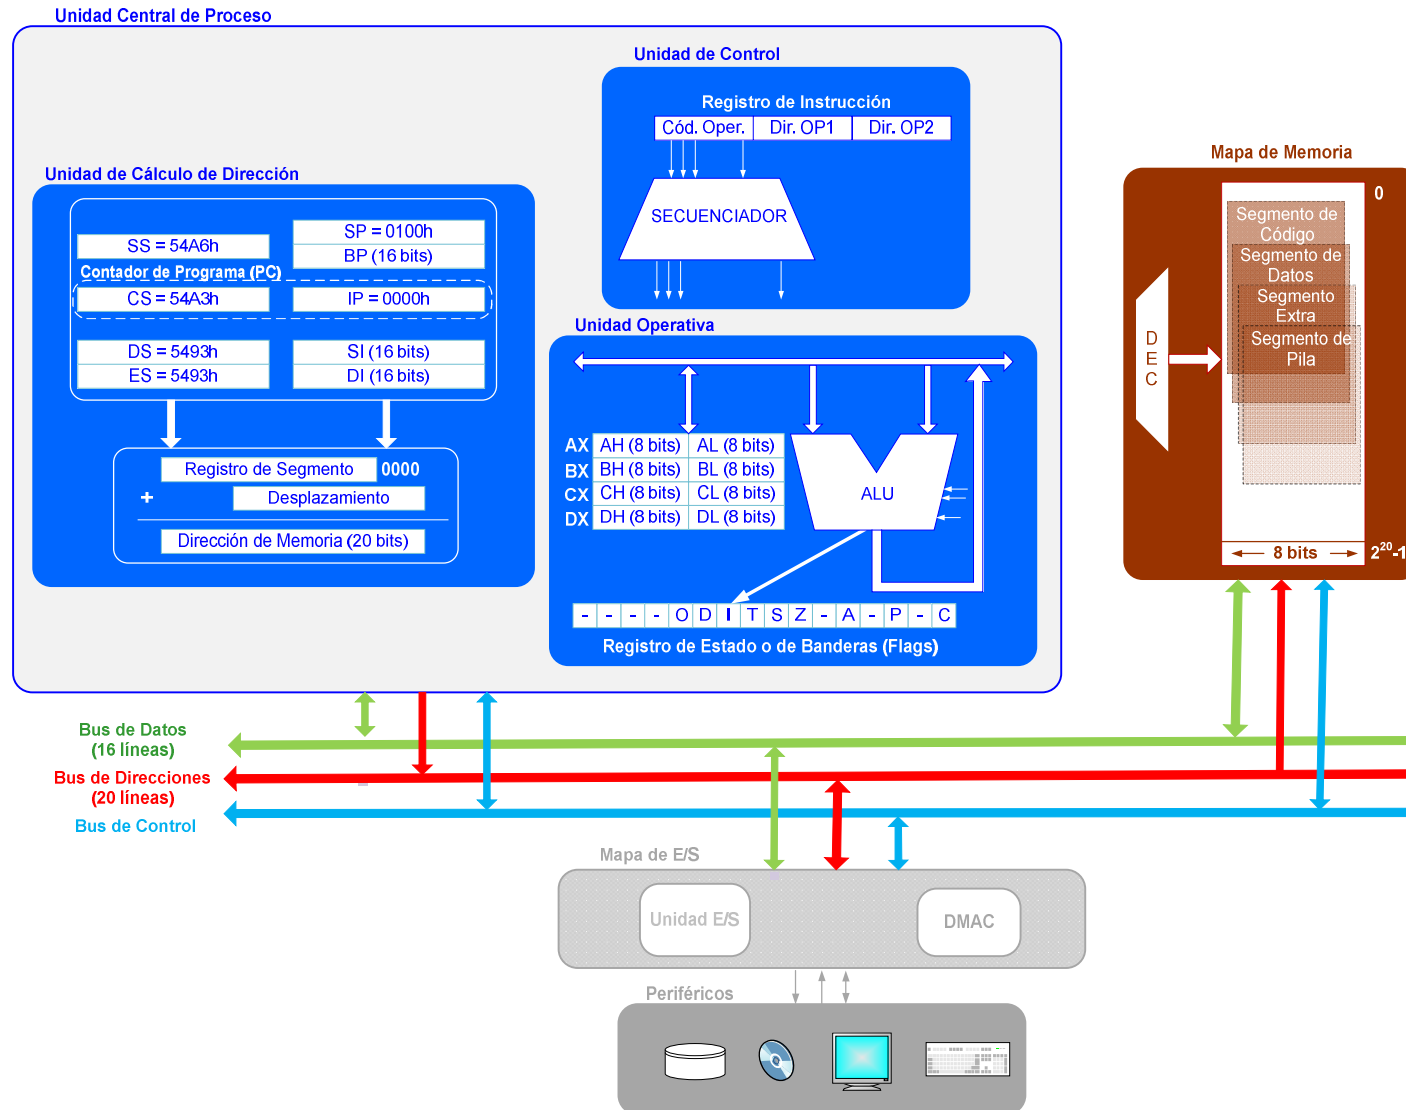 Unidad Central de Proceso
Unidad de Control
Registro de Instrucción
Cód. Oper.
Dir. OP1
Dir. OP2
SECUENCIADOR
Unidad de Cálculo de Dirección
SS = 54A6h
SP = 0100h
BP (16 bits)
Contador de Programa (PC)
CS = 54A3h
IP = 0000h
DS = 5493h
SI (16 bits)
ES = 5493h
DI (16 bits)
Registro de Segmento 0000
+ Desplazamiento
Dirección de Memoria (20 bits)
Unidad Operativa
AX AH (8 bits) AL (8 bits)
BX BH (8 bits) BL (8 bits)
CX CH (8 bits) CL (8 bits)
DX DH (8 bits) DL (8 bits)
ALU
- - - - O D I T S Z - A - P - C
Registro de Estado o de Banderas (Flags)
Mapa de Memoria
0
Segmento de
Código
Segmento de
Datos
Segmento
Extra
Segmento de
Pila
D
E
C
8 bits
2²⁰-1
Bus de Datos
(16 líneas)
Bus de Direcciones
(20 líneas)
Bus de Control
Mapa de E/S
Unidad E/S
DMAC
Periféricos